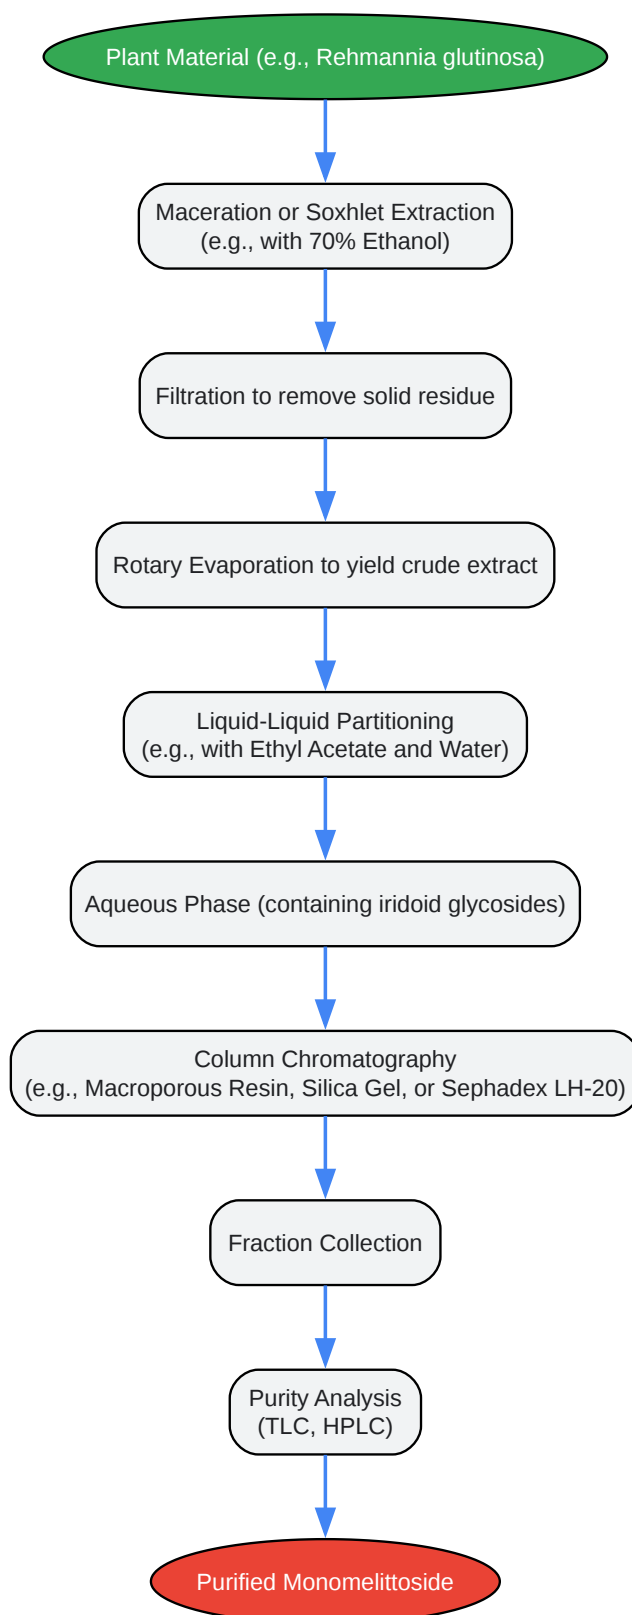 Plant Material (e.g., Rehmannia glutinosa)
Maceration or Soxhlet Extraction
(e.g., with 70% Ethanol)
Filtration to remove solid residue
Rotary Evaporation to yield crude extract
Liquid-Liquid Partitioning
(e.g., with Ethyl Acetate and Water)
Aqueous Phase (containing iridoid glycosides)
Column Chromatography
(e.g., Macroporous Resin, Silica Gel, or Sephadex LH-20)
Fraction Collection
Purity Analysis
(TLC, HPLC)
Purified Monomelittoside